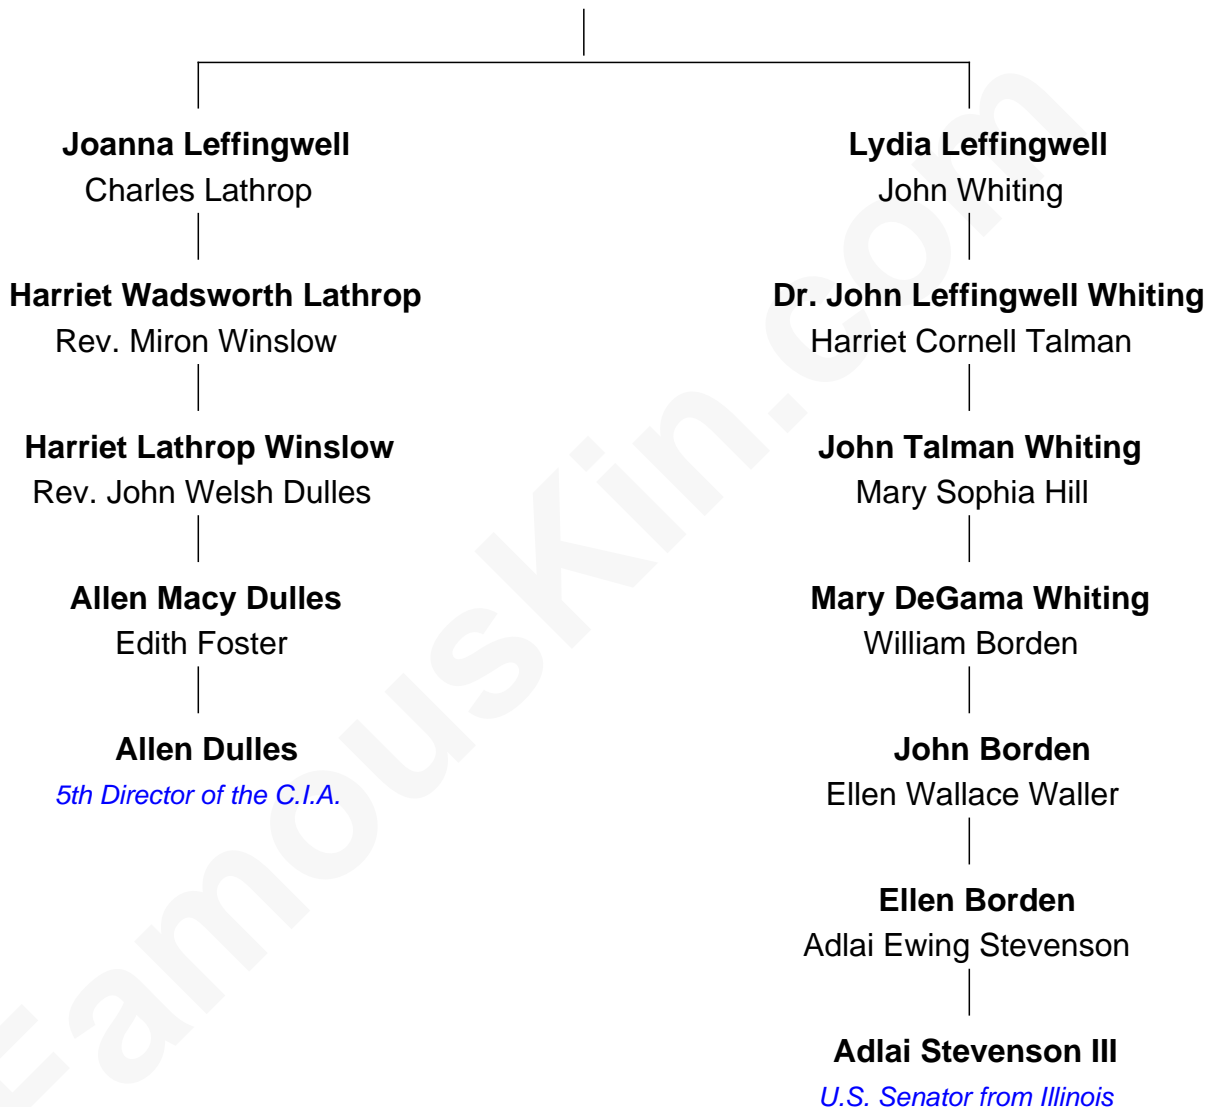 Joanna Leffingwell
Charles Lathrop
Harriet Wadsworth Lathrop
Rev. Miron Winslow
Harriet Lathrop Winslow
Rev. John Welsh Dulles
Allen Macy Dulles
Edith Foster
Allen Dulles
5th Director of the C.I.A.
Lydia Leffingwell
John Whiting
Dr. John Leffingwell Whiting
Harriet Cornell Talman
John Talman Whiting
Mary Sophia Hill
Mary DeGama Whiting
William Borden
John Borden
Ellen Wallace Waller
Ellen Borden
Adlai Ewing Stevenson
Adlai Stevenson III
U.S. Senator from Illinois
FamousKin.com